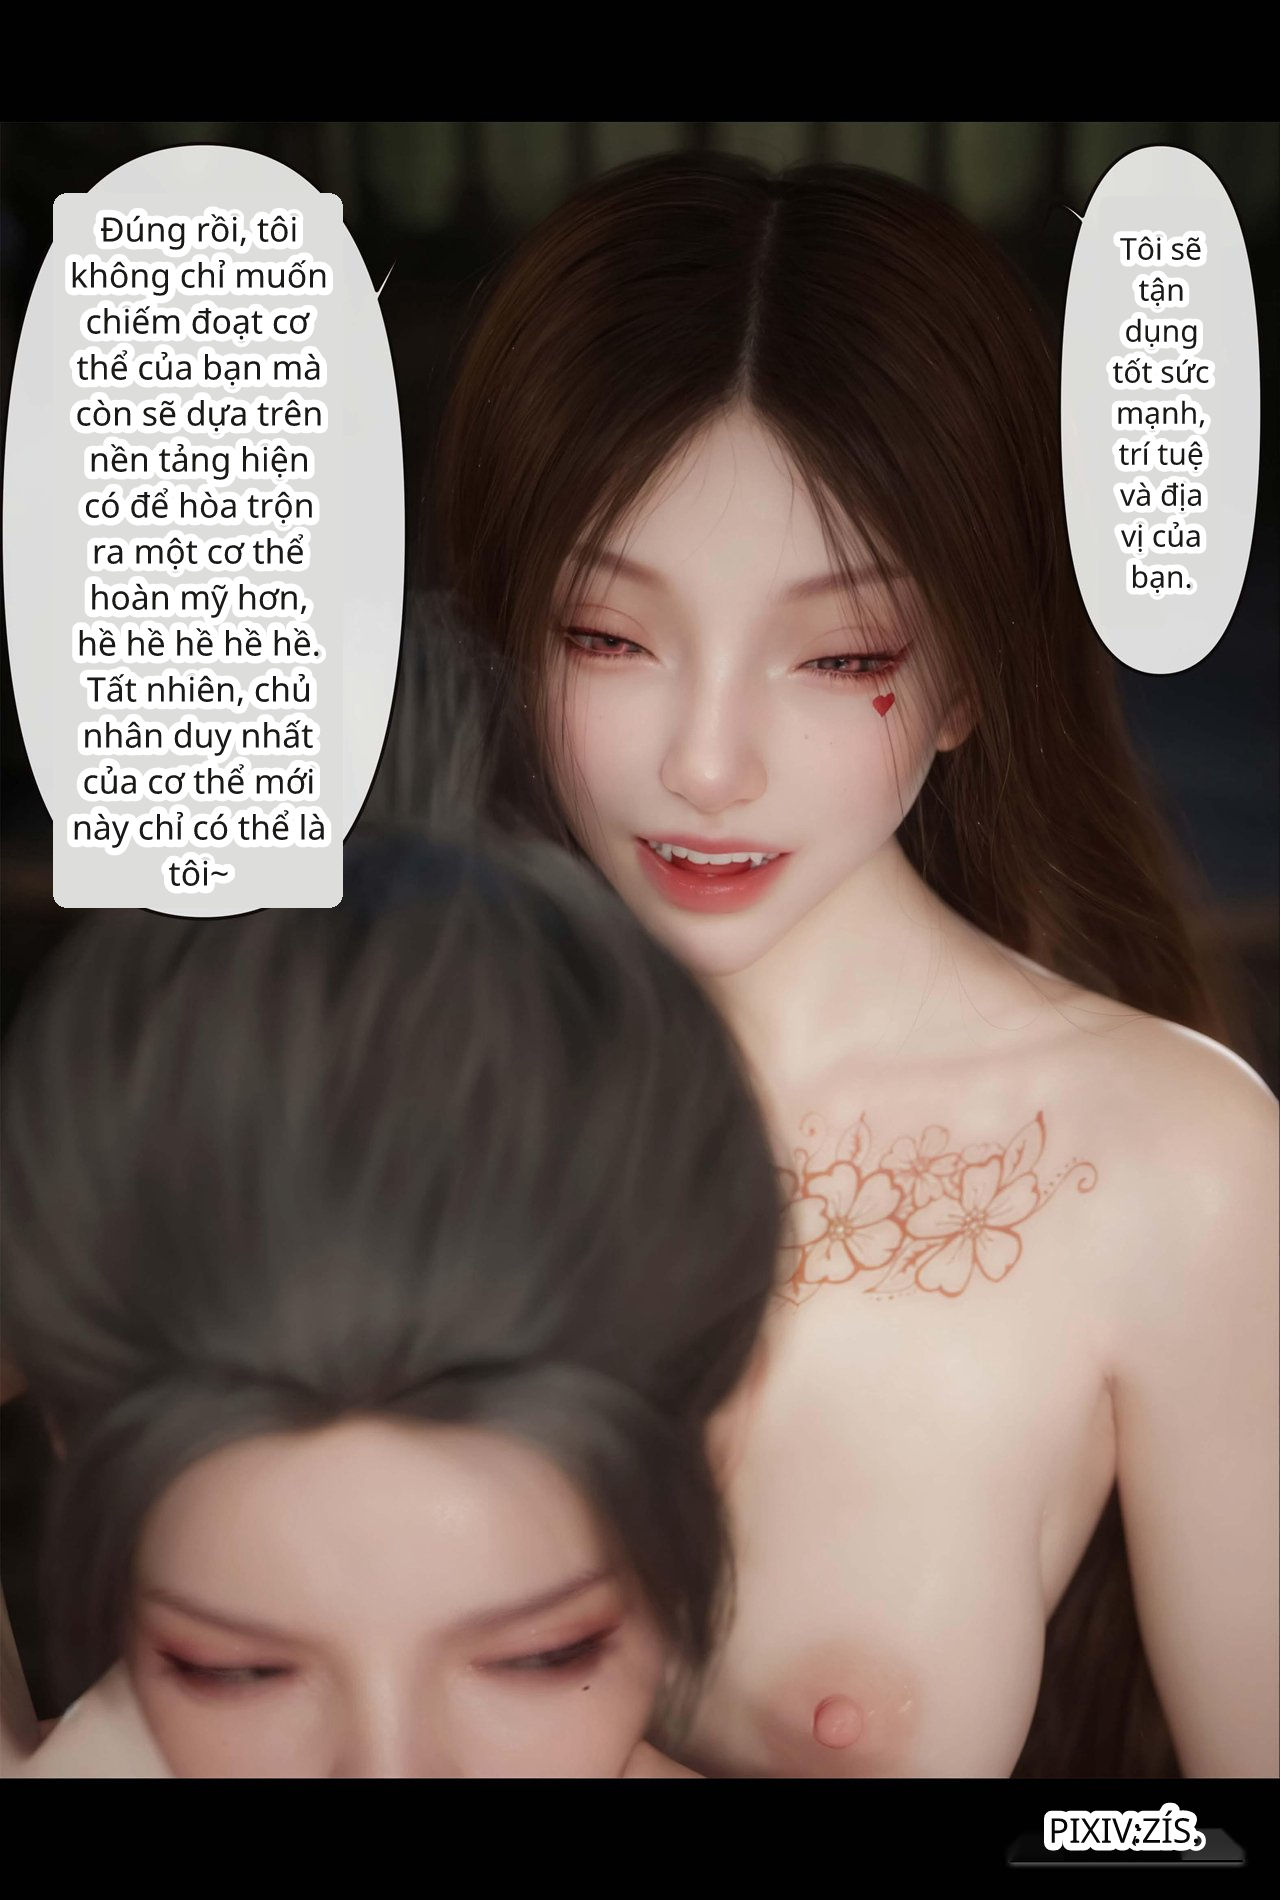 Đúng rồi, tôi
không chỉ muốn
chiếm đoạt cơ
thể của bạn mà
còn sẽ dựa trên
nền tảng hiện
có để hòa trộn
ra một cơ thể
hoàn mỹ hơn,
hề hề hề hề hề.
Tất nhiên, chủ
nhân duy nhất
của cơ thể mới
này chỉ có thể là
tôi~
Tôi sẽ
tận
dụng
tốt sức
mạnh,
trí tuệ
và địa
vị của
bạn.
PIXIV:ZÍS,